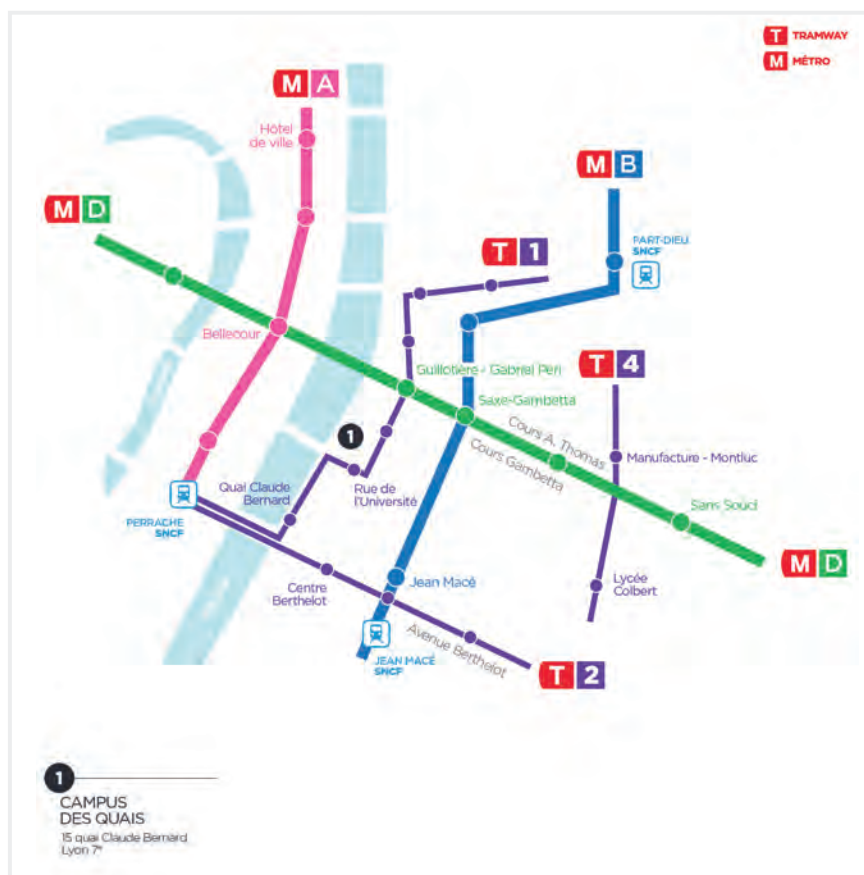 T TRAMWAY
M MÉTRO
M A
Hôtel
de ville
M B
M D
PART-DIEU
SNCF
T 1
Bellecour
Guillotière - Gabriel Péri
T 4
Saxe-Gambetta
Cours A. Thomas
Cours Gambetta
Manufacture - Montluc
1
Quai Claude
Bernard
Rue de
l'Université
Sans Souci
PERRACHE
SNCF
M D
Centre
Berthelot
Jean Macé
Lycée
Colbert
Avenue Berthelot
JEAN MACÉ
SNCF
T 2
1
CAMPUS
DES QUAIS
15 quai Claude Bernard
Lyon 7e